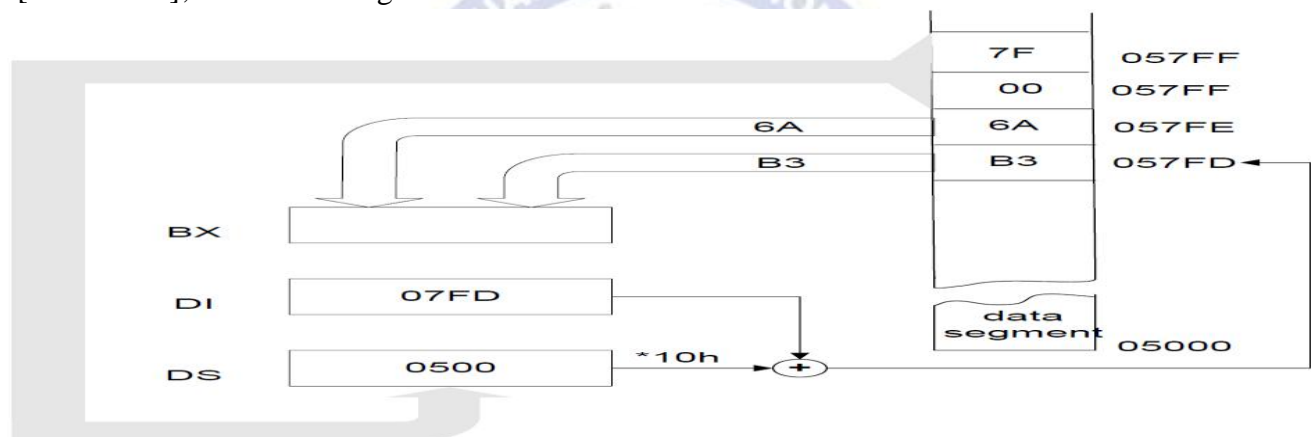 7F 057FF
00 057FF
6A 6A 057FE
B3 B3 057FD
BX
DI 07FD
data
segment
05000
DS 0500 *10h +